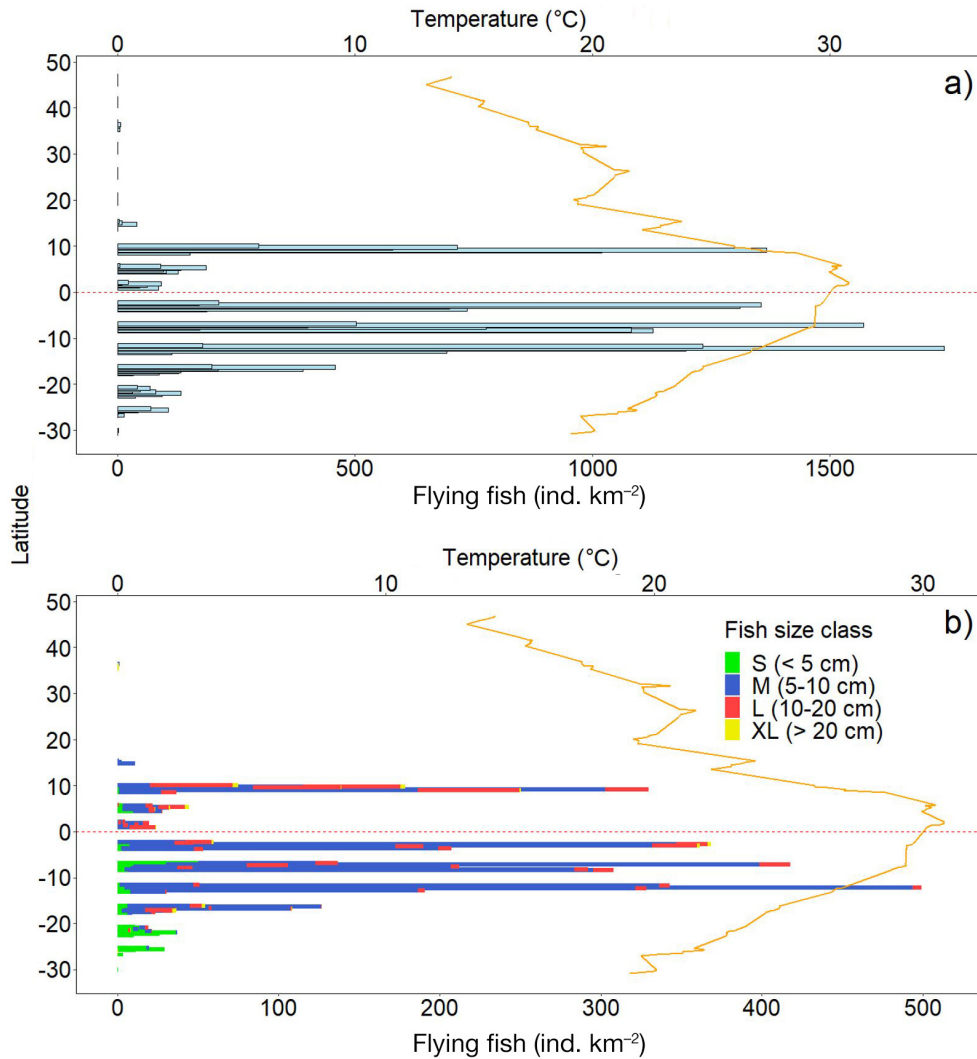 Temperature (°C)
0 10 20 30
a)
50
40
30
20
10
0
-10
-20
-30
0 500 1000 1500
Flying fish (ind. km⁻²)
Latitude
Temperature (°C)
0 10 20 30
b)
50
40
30
20
10
0
-10
-20
-30
Fish size class
S (< 5 cm)
M (5-10 cm)
L (10-20 cm)
XL (> 20 cm)
0 100 200 300 400 500
Flying fish (ind. km⁻²)